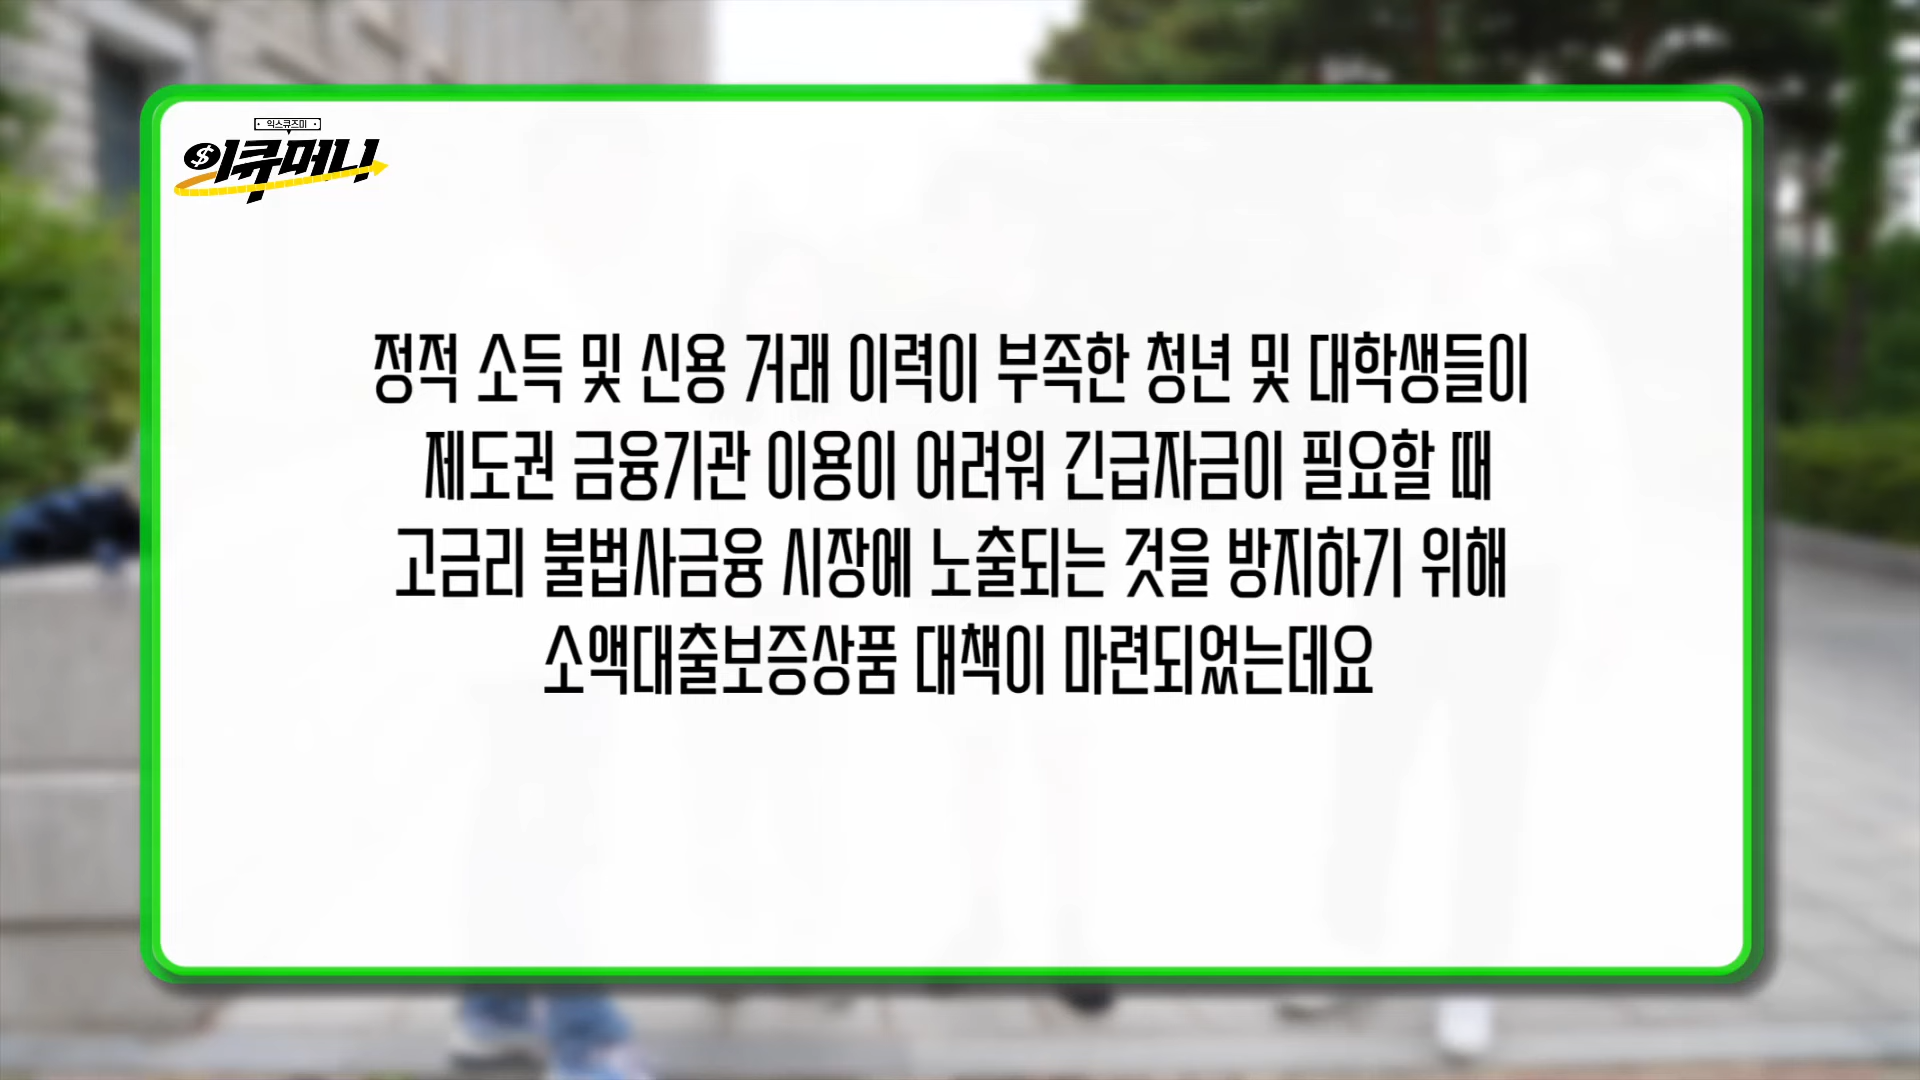 익스큐즈미
이큐머니
정적 소득 및 신용 거래 이력이 부족한 청년 및 대학생들이
제도권 금융기관 이용이 어려워 긴급자금이 필요할 때
고금리 불법사금융 시장에 노출되는 것을 방지하기 위해
소액대출보증상품 대책이 마련되었는데요